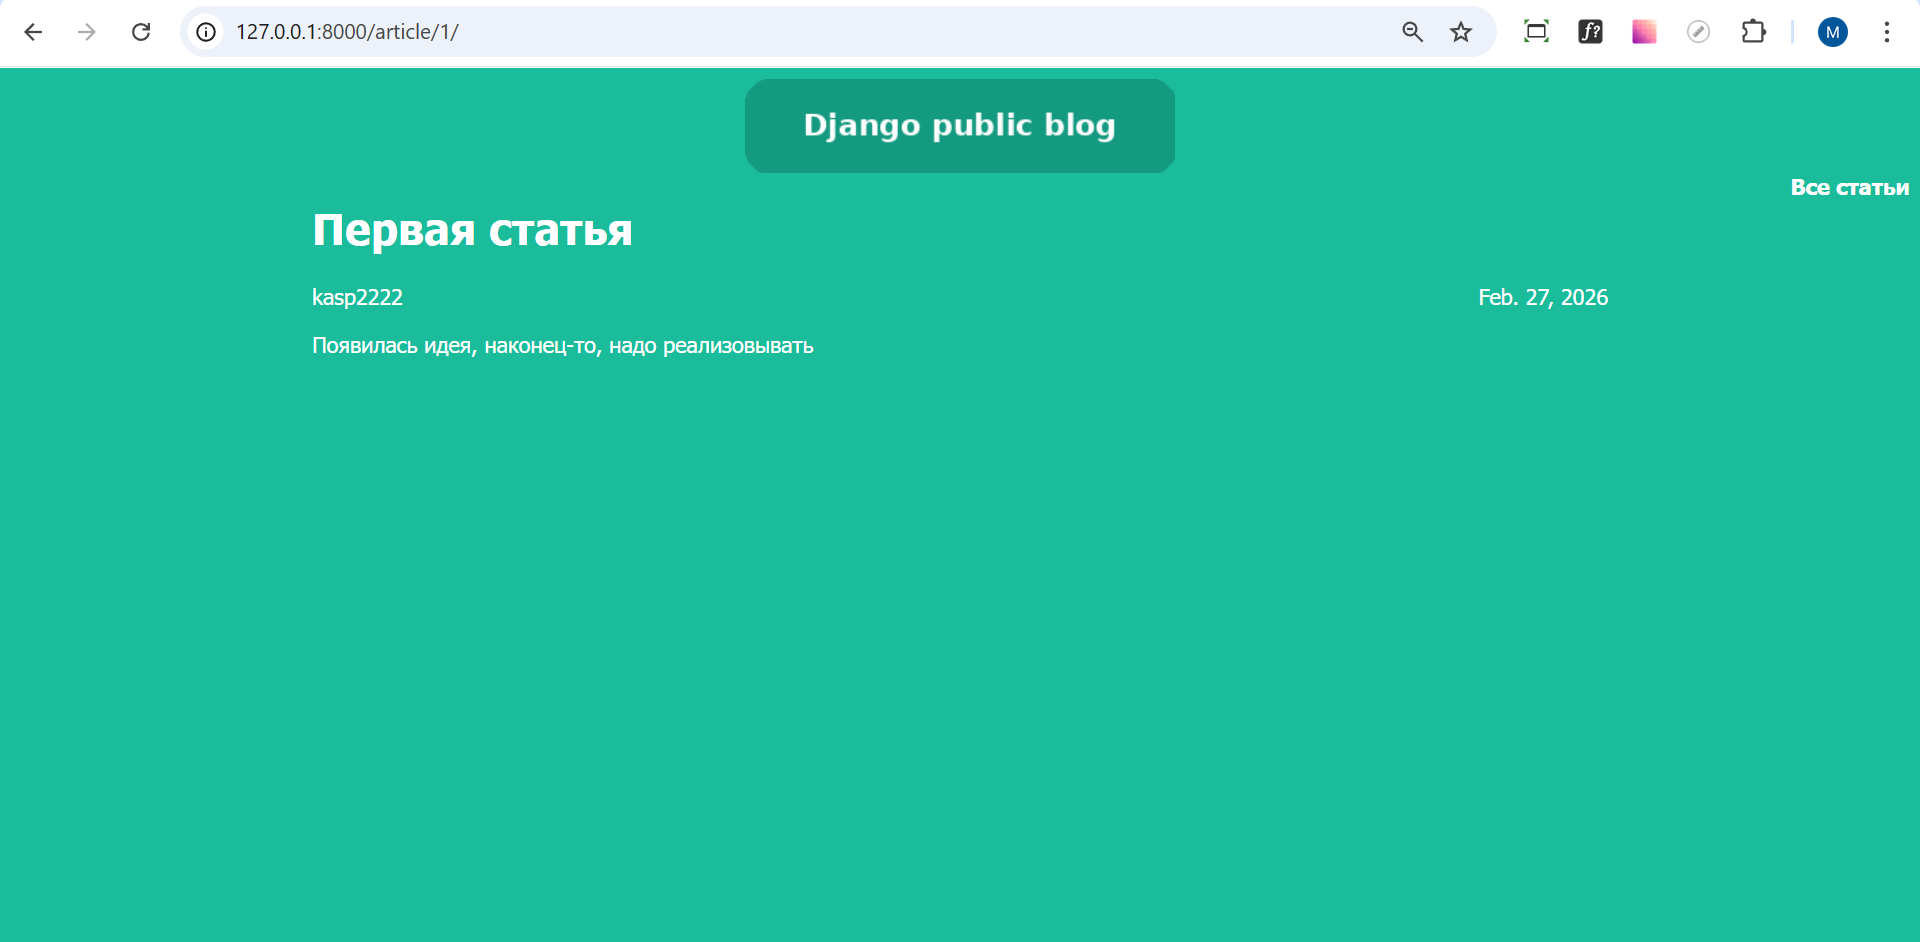 127.0.0.1:8000/article/1/
f?
M
Django public blog
Все статьи
Первая статья
kasp2222
Feb. 27, 2026
Появилась идея, наконец-то, надо реализовывать